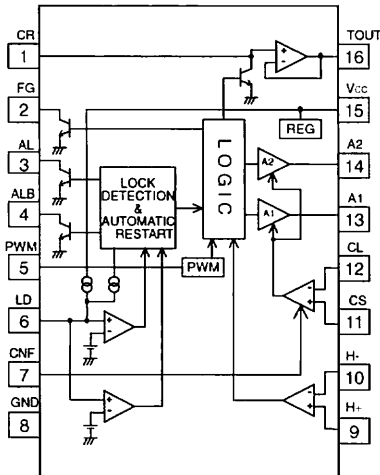 CR
1
FG
2
AL
3
ALB
4
PWM
5
LD
6
CNF
7
GND
8
TOUT
16
Vcc
15
REG
A2
14
A1
13
CL
12
CS
11
H-
10
H+
9
LOCK
DETECTION
&
AUTOMATIC
RESTART
LOGIC
PWM
A2
A1
+
-
+
-
+
-
-
+
-
+